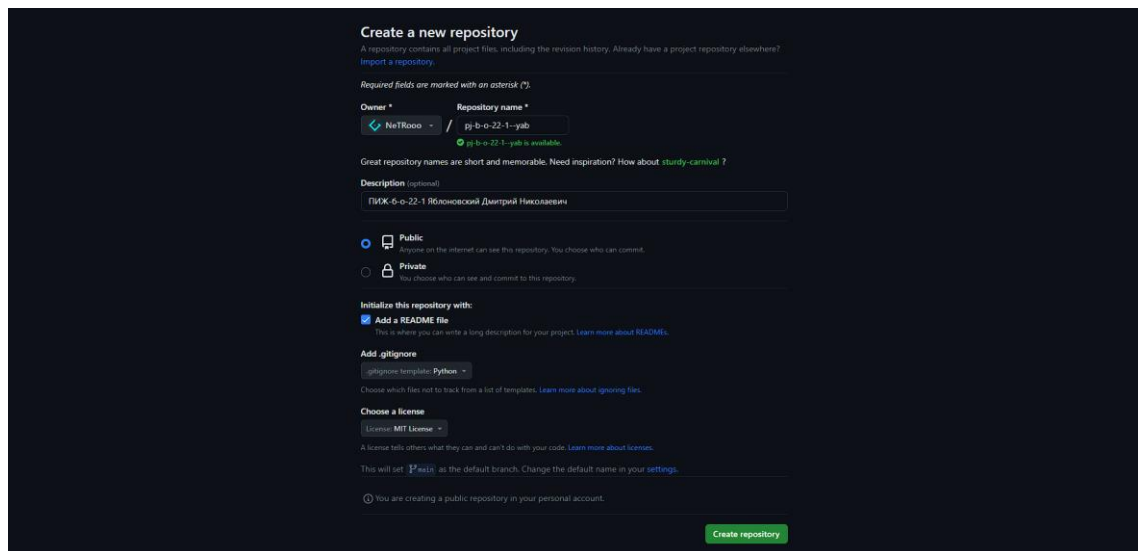 Create a new repository
A repository contains all project files, including the revision history. Already have a project repository elsewhere?
Import a repository.
Required fields are marked with an asterisk (*).
Owner * Repository name *
NeTRooo / pj-b-o-22-1--yab
pj-b-o-22-1--yab is available.
Great repository names are short and memorable. Need inspiration? How about sturdy-carnival ?
Description (optional)
ПИЖ-б-о-22-1 Яблоновский Дмитрий Николаевич
Public
Anyone on the internet can see this repository. You choose who can commit.
Private
You choose who can see and commit to this repository.
Initialize this repository with:
Add a README file
This is where you can write a long description for your project. Learn more about READMEs.
Add .gitignore
.gitignore template: Python
Choose which files not to track from a list of templates. Learn more about ignoring files.
Choose a license
License: MIT License
A license tells others what they can and can't do with your code. Learn more about licenses.
This will set main as the default branch. Change the default name in your settings.
You are creating a public repository in your personal account.
Create repository